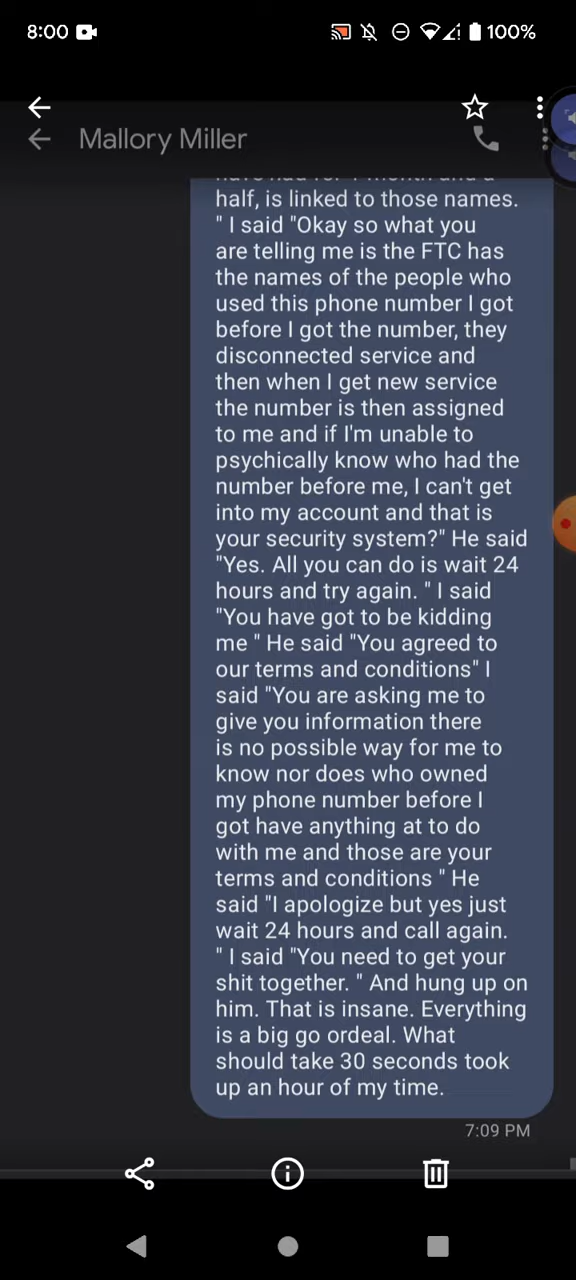 8:00
100%
Mallory Miller
half, is linked to those names.
" I said "Okay so what you
are telling me is the FTC has
the names of the people who
used this phone number I got
before I got the number, they
disconnected service and
then when I get new service
the number is then assigned
to me and if I'm unable to
psychically know who had the
number before me, I can't get
into my account and that is
your security system?" He said
"Yes. All you can do is wait 24
hours and try again. " I said
"You have got to be kidding
me " He said "You agreed to
our terms and conditions" I
said "You are asking me to
give you information there
is no possible way for me to
know nor does who owned
my phone number before I
got have anything at to do
with me and those are your
terms and conditions " He
said "I apologize but yes just
wait 24 hours and call again.
" I said "You need to get your
shit together. " And hung up on
him. That is insane. Everything
is a big go ordeal. What
should take 30 seconds took
up an hour of my time.
7:09 PM